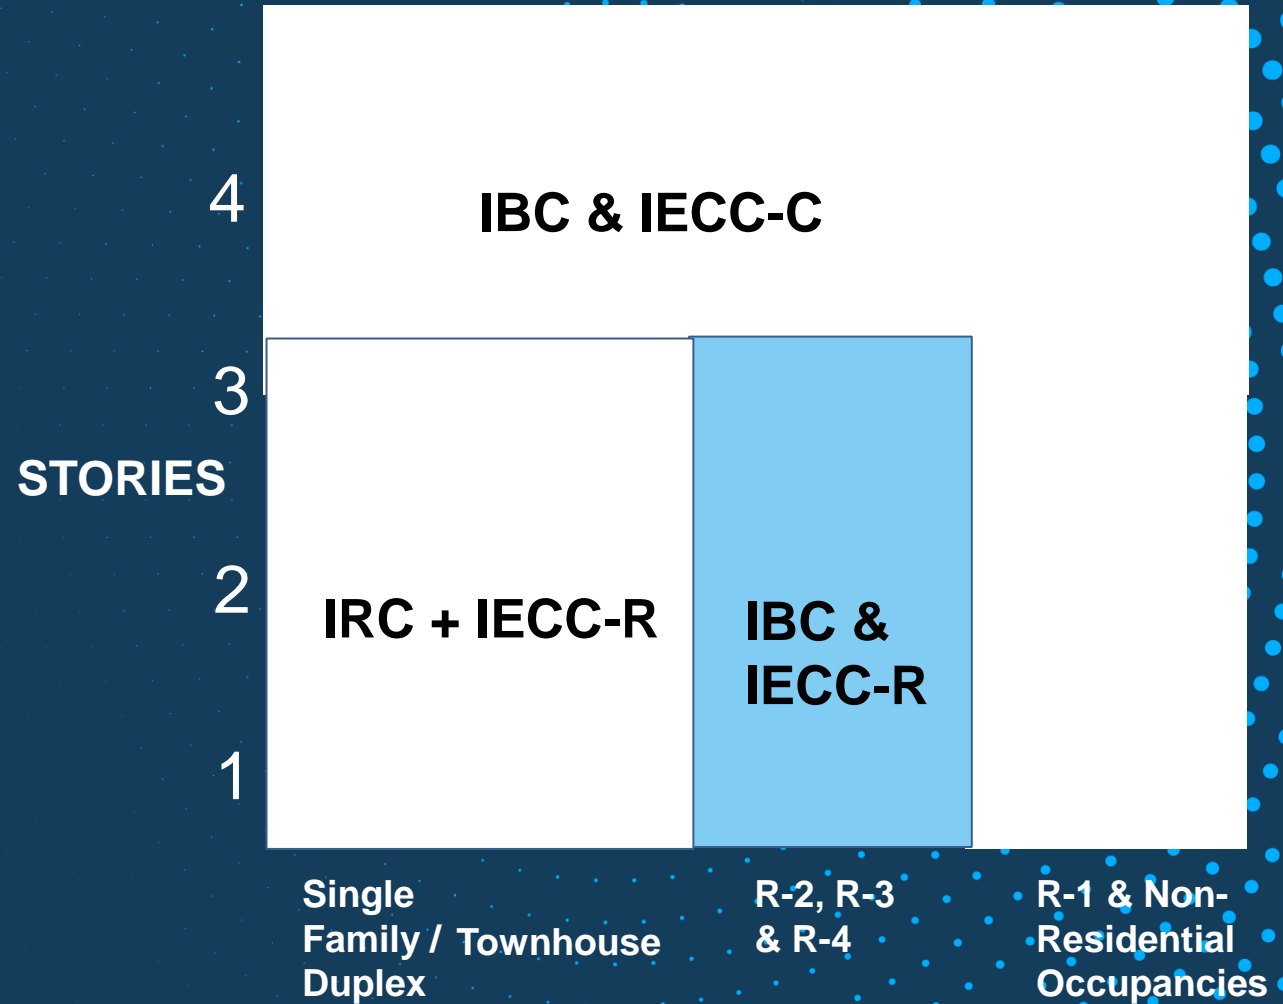 4
IBC & IECC-C
3
STORIES
2
IRC + IECC-R
IBC &
IECC-R
1
Single
Family /
Duplex
Townhouse
R-2, R-3
& R-4
R-1 & Non-
Residential
Occupancies